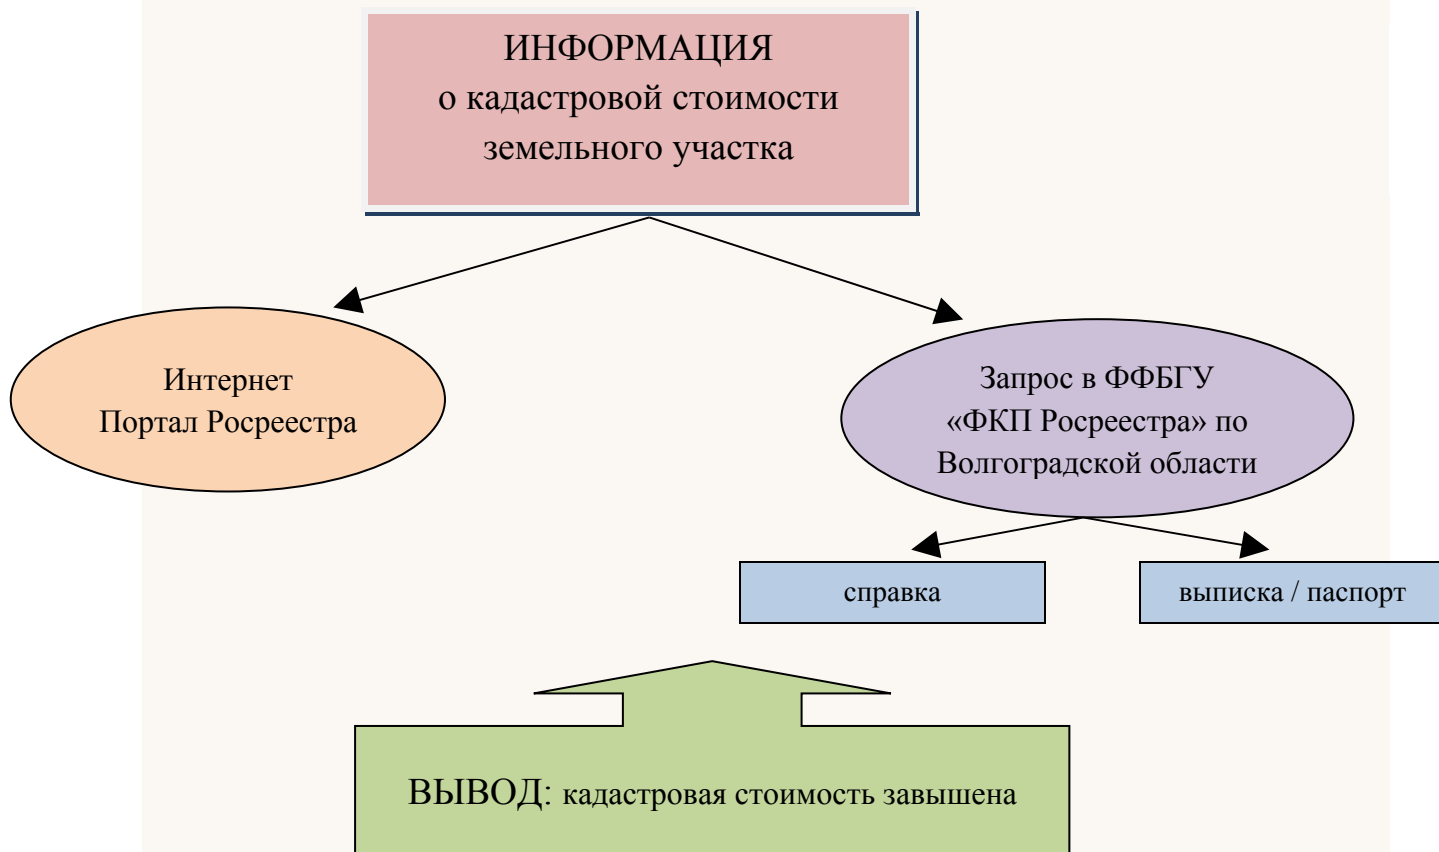 ИНФОРМАЦИЯ
о кадастровой стоимости
земельного участка
Интернет
Портал Росреестра
Запрос в ФФБГУ
«ФКП Росреестра» по
Волгоградской области
справка
выписка / паспорт
ВЫВОД: кадастровая стоимость завышена